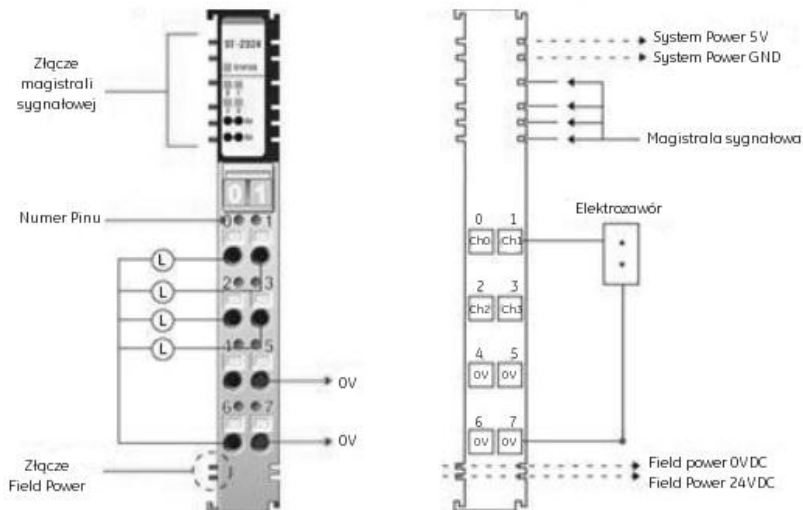 Złącze
magistrali
sygnałowej
ST-2324
STATUS
01
Numer Pinu
0 1
L
2 3
L
L
L
5
0V
6 7
0V
Złącze
Field Power
System Power 5V
System Power GND
Magistrala sygnałowa
Elektrozawór
0 1
Ch0 Ch1
2 3
Ch2 Ch3
4 5
0V 0V
6 7
0V 0V
Field power 0VDC
Field Power 24VDC